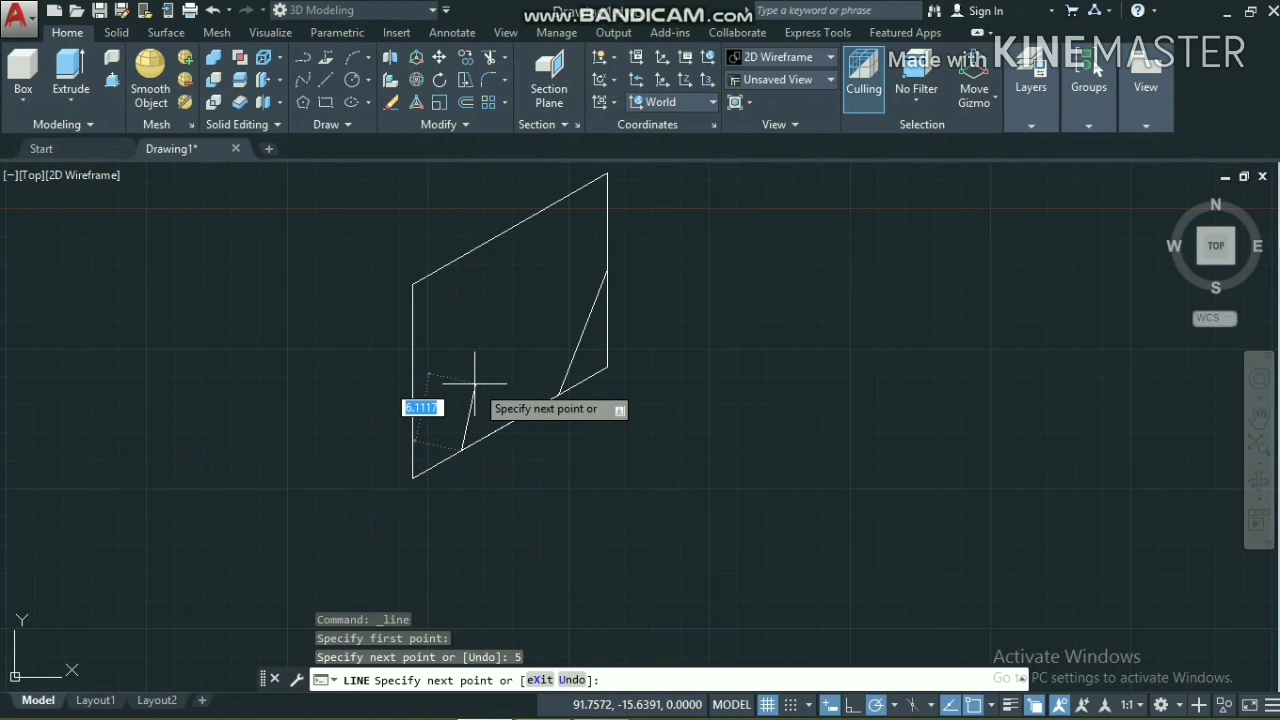 www.BANDICAM.com
3D Modeling
Type a keyword or phrase
Sign In
Made with KINEMASTER
Home Solid Surface Mesh Visualize Parametric Insert Annotate View Manage Output Add-ins Collaborate Express Tools Featured Apps
Box Extrude Smooth Object Section Plane 2D Wireframe Unsaved View World Culling No Filter Move Gizmo Layers Groups View
Modeling Mesh Solid Editing Draw Modify Section Coordinates View Selection
Start Drawing1*
[−][Top][2D Wireframe]
N
W TOP E
S
WCS
6.1117 Specify next point or
Command: _line
Specify first point:
Specify next point or [Undo]: 5
LINE Specify next point or [eXit Undo]:
Y
X
Activate Windows
Go to PC settings to activate Windows.
Model Layout1 Layout2 91.7572, -15.6391, 0.0000 MODEL 1:1